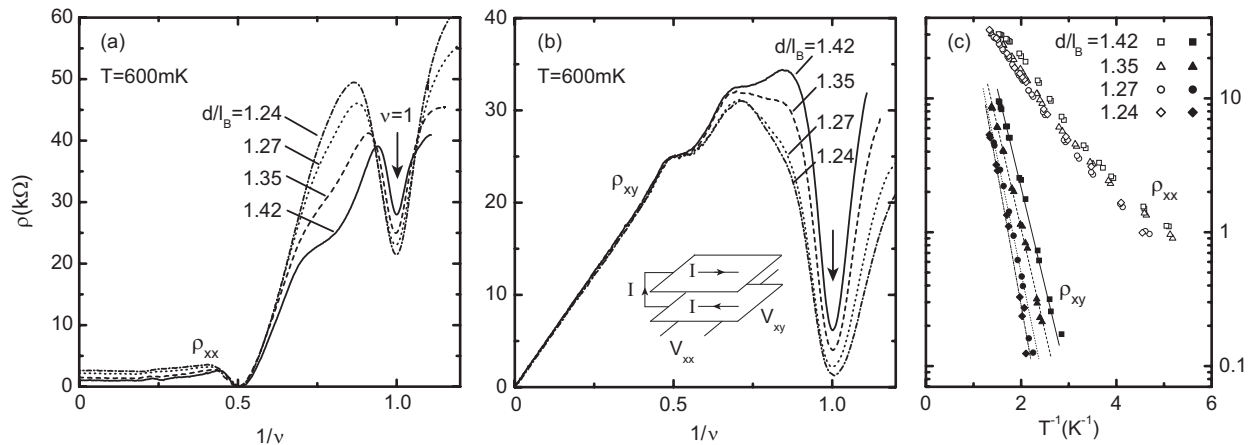 (a)
T=600mK
d/l_B=1.24
1.27
1.35
1.42
ν=1
ρ_xx
ρ(kΩ)
60
50
40
30
20
10
0
0
0.5
1.0
1/ν
(b)
T=600mK
d/l_B=1.42
1.35
1.27
1.24
ρ_xy
I
I
I
V_xy
V_xx
40
30
20
10
0
0
0.5
1.0
1/ν
(c)
d/l_B=1.42
1.35
1.27
1.24
ρ_xx
ρ_xy
10
1
0.1
0
2
4
6
T⁻¹(K⁻¹)